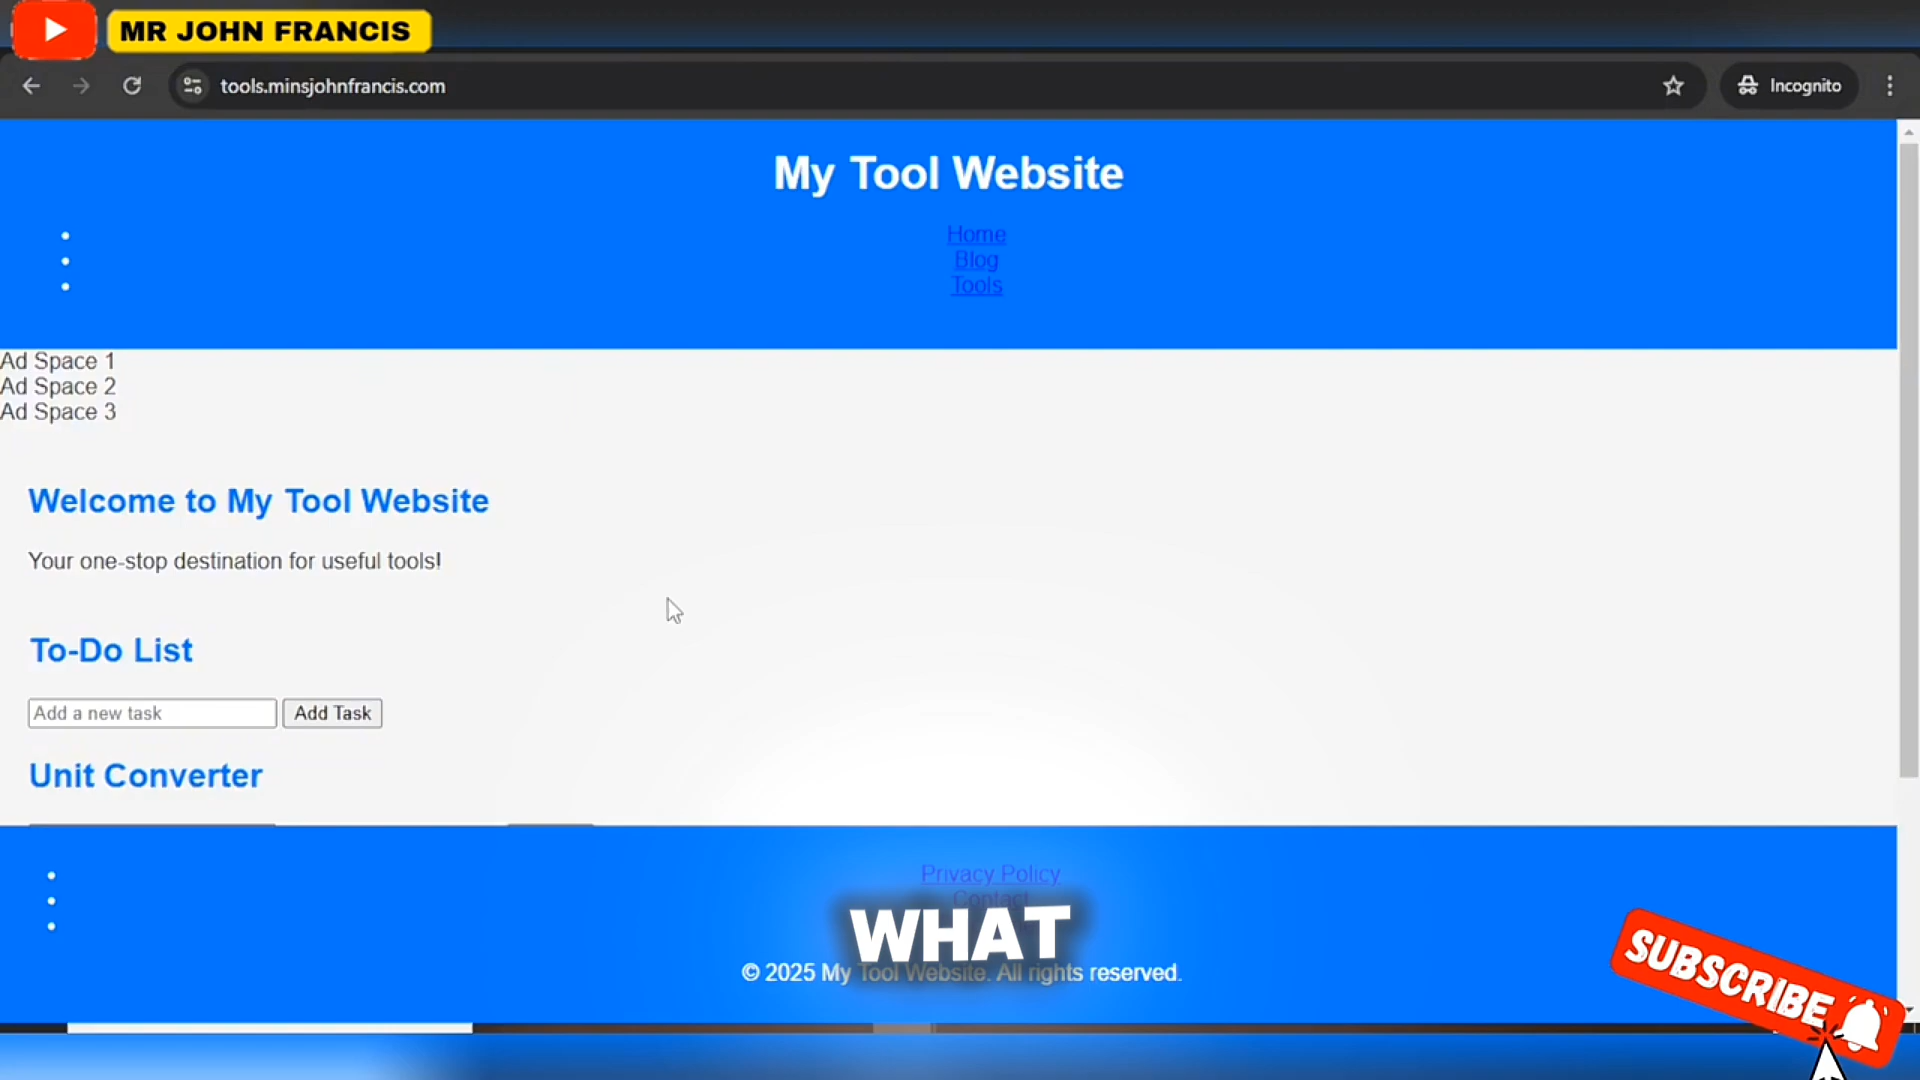 MR JOHN FRANCIS
tools.minsjohnfrancis.com
Incognito
My Tool Website
Home
Blog
Tools
Ad Space 1
Ad Space 2
Ad Space 3
Welcome to My Tool Website
Your one-stop destination for useful tools!
To-Do List
Add a new task
Add Task
Unit Converter
Privacy Policy
Contact
WHAT
© 2025 My Tool Website. All rights reserved.
SUBSCRIBE